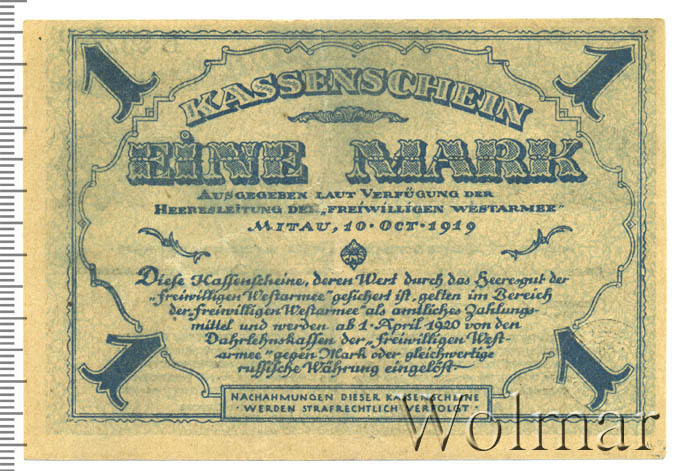 1 1
KASSENSCHEIN
EINE MARK
AUSGEGEBEN LAUT VERFÜGUNG DER
HEERESLEITUNG DER „FREIWILLIGEN WESTARMEE"
MITAU, 10·OCT·1919
Diese Kassenscheine, deren Wert durch das Heeresgut der
„freiwilligen Westarmee" gesichert ist, gelten im Bereich
der „freiwilligen Westarmee" als amtliches Zahlungs-
mittel und werden ab 1·April 1920 von den
Dahrlehnskassen der „freiwilligen West-
armee" gegen Mark oder gleichwertige
russische Währung eingelöst·
1 1
NACHAHMUNGEN DIESER KASSENSCHEINE
·WERDEN STRAFRECHTLICH VERFOLGT·
Wolmar